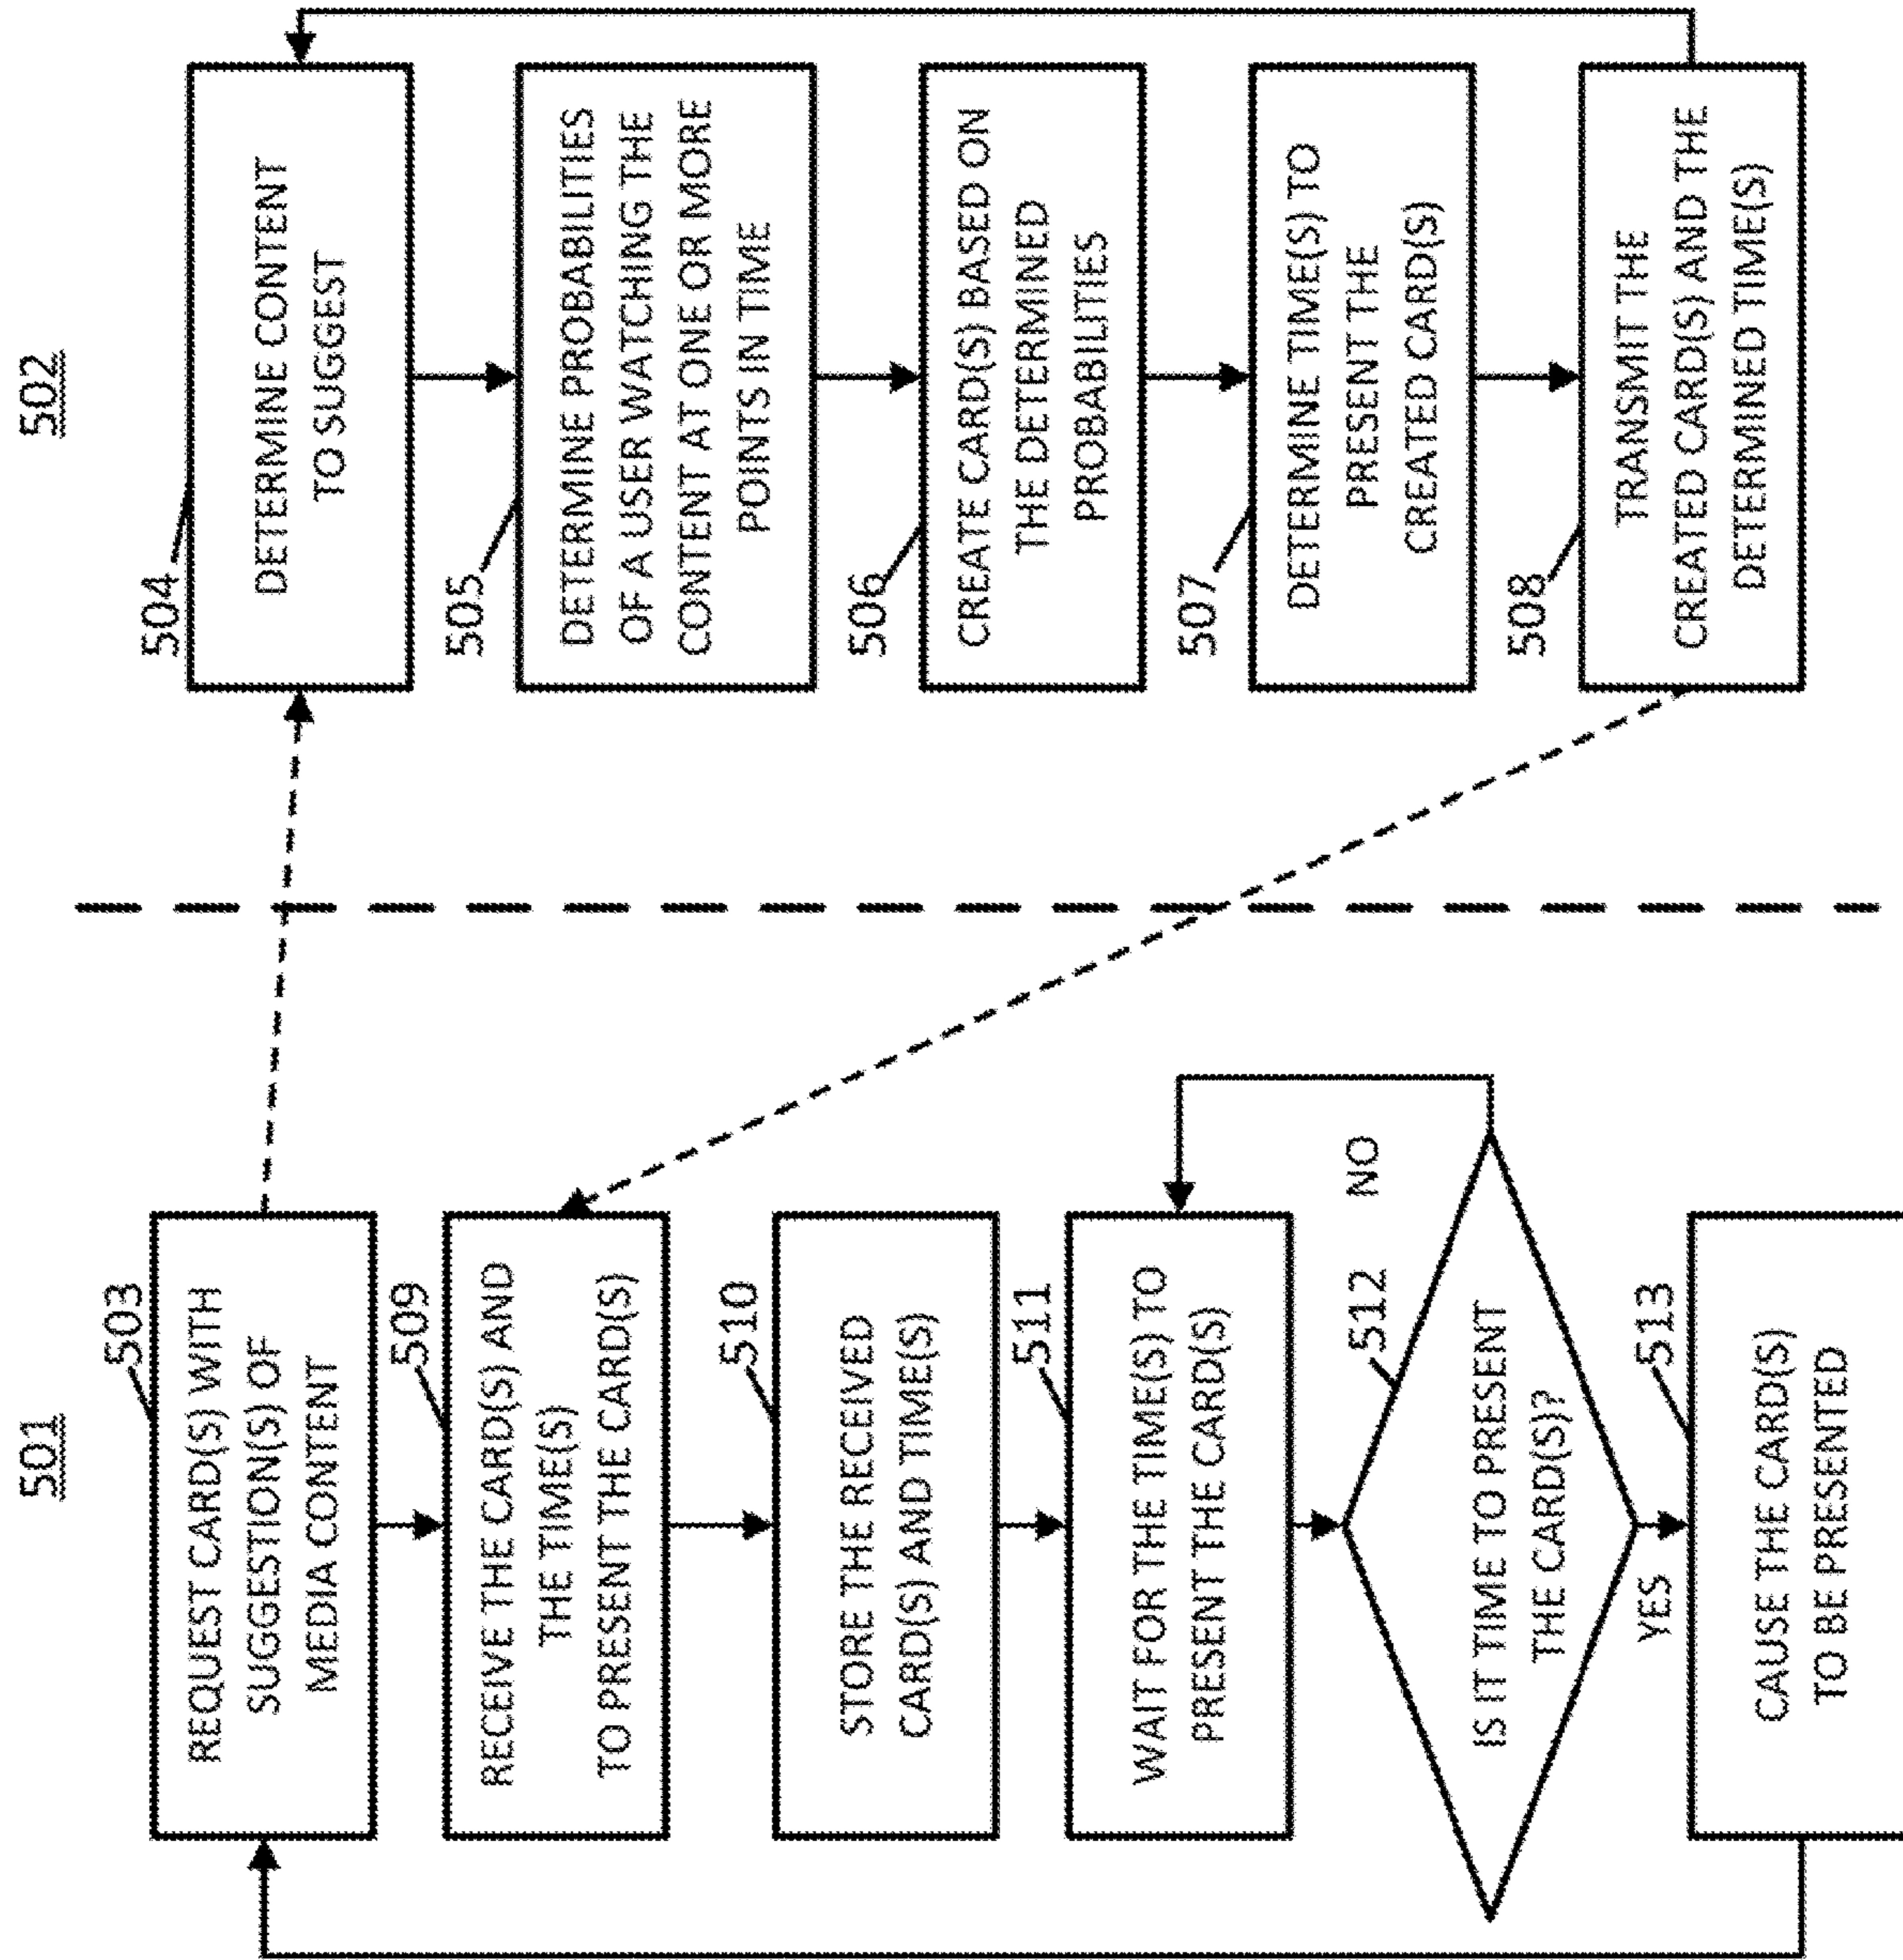 501
503
REQUEST CARD(S) WITH
SUGGESTION(S) OF
MEDIA CONTENT
509
RECEIVE THE CARD(S) AND
THE TIME(S)
TO PRESENT THE CARD(S)
510
STORE THE RECEIVED
CARD(S) AND TIME(S)
511
WAIT FOR THE TIME(S) TO
PRESENT THE CARD(S)
512
NO
IS IT TIME TO PRESENT
THE CARD(S)?
YES
513
CAUSE THE CARD(S)
TO BE PRESENTED
502
504
DETERMINE CONTENT
TO SUGGEST
505
DETERMINE PROBABILITIES
OF A USER WATCHING THE
CONTENT AT ONE OR MORE
POINTS IN TIME
506
CREATE CARD(S) BASED ON
THE DETERMINED
PROBABILITIES
507
DETERMINE TIME(S) TO
PRESENT THE
CREATED CARD(S)
508
TRANSMIT THE
CREATED CARD(S) AND THE
DETERMINED TIME(S)